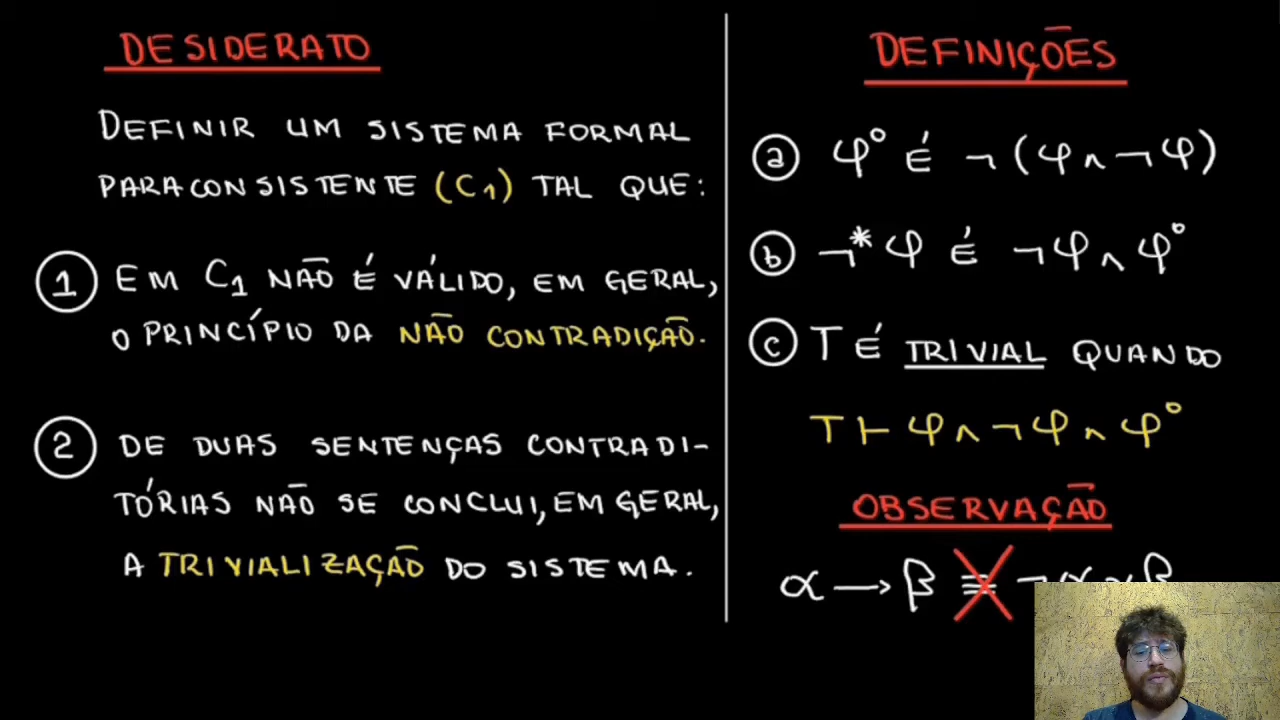 DESIDERATO
DEFINIR UM SISTEMA FORMAL
PARACONSISTENTE (C₁) TAL QUE:
1 EM C₁ NÃO É VÁLIDO, EM GERAL,
O PRINCÍPIO DA NÃO CONTRADIÇÃO.
2 DE DUAS SENTENÇAS CONTRADI-
TÓRIAS NÃO SE CONCLUI, EM GERAL,
A TRIVIALIZAÇÃO DO SISTEMA.
DEFINIÇÕES
a φ° É ¬(φ ∧ ¬φ)
b ¬*φ É ¬φ ∧ φ°
c T É TRIVIAL QUANDO
T ⊢ φ ∧ ¬φ ∧ φ°
OBSERVAÇÃO
α → β ≡ ¬α ∨ β